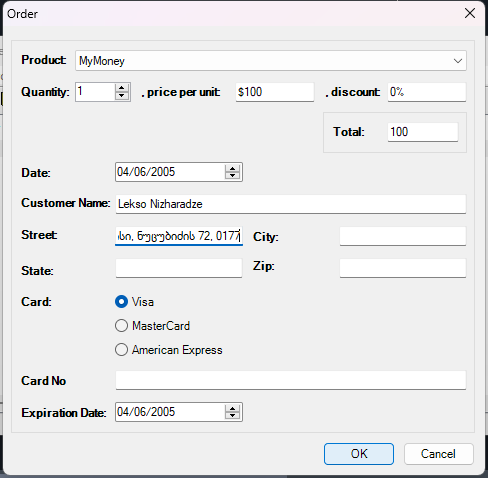 Order
Product: MyMoney
Quantity: 1 , price per unit: $100 , discount: 0%
Total: 100
Date: 04/06/2005
Customer Name: Lekso Nizharadze
Street: ნუცუბიძის 72, 0177 City:
State: Zip:
Card: Visa
MasterCard
American Express
Card No
Expiration Date: 04/06/2005
OK Cancel